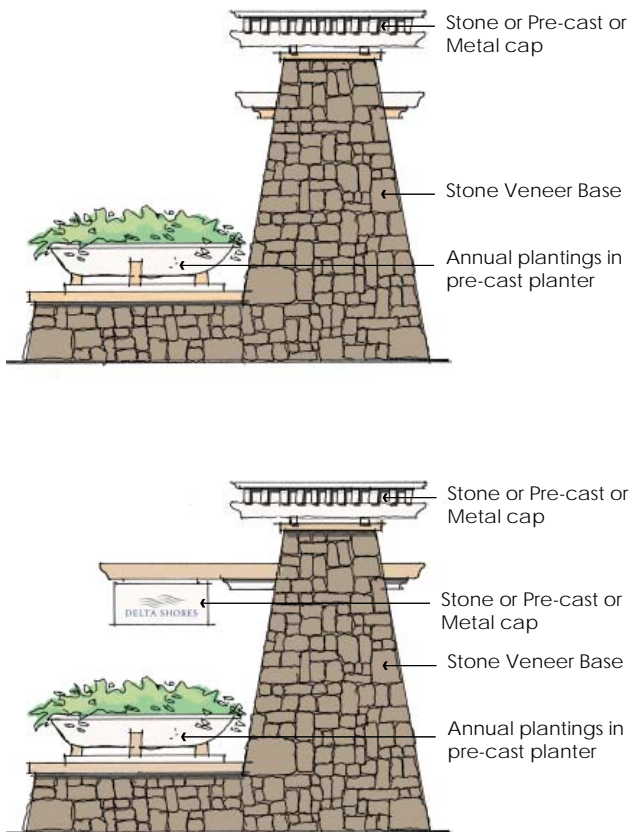 Stone or Pre-cast or
Metal cap
Stone Veneer Base
Annual plantings in
pre-cast planter
Stone or Pre-cast or
Metal cap
DELTA SHORES
Stone or Pre-cast or
Metal cap
Stone Veneer Base
Annual plantings in
pre-cast planter